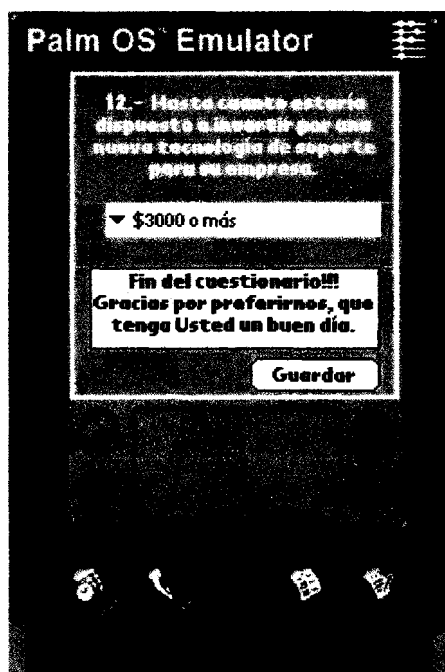 Palm OS™ Emulator
12.- Hasta cuanto estaría
dispuesto a invertir por una
nueva tecnología de soporte
para su empresa.
$3000 o más
Fin del cuestionario!!!
Gracias por preferirnos, que
tenga Usted un buen día.
Guardar